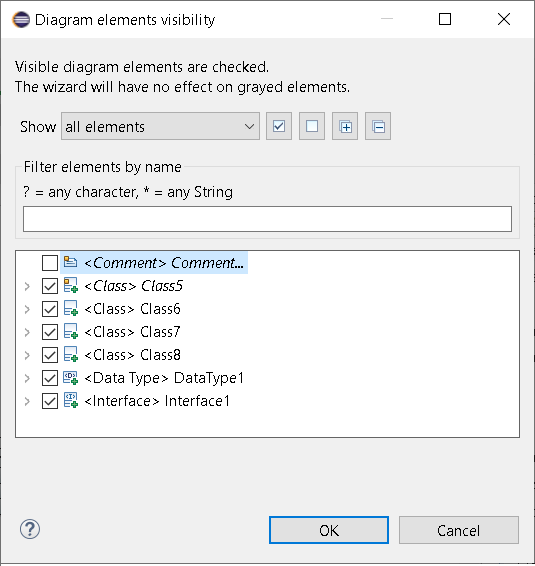 Diagram elements visibility
Visible diagram elements are checked.
The wizard will have no effect on grayed elements.
Show all elements
Filter elements by name
? = any character, * = any String
<Comment> Comment...
<Class> Class5
<Class> Class6
<Class> Class7
<Class> Class8
<Data Type> DataType1
<Interface> Interface1
OK Cancel